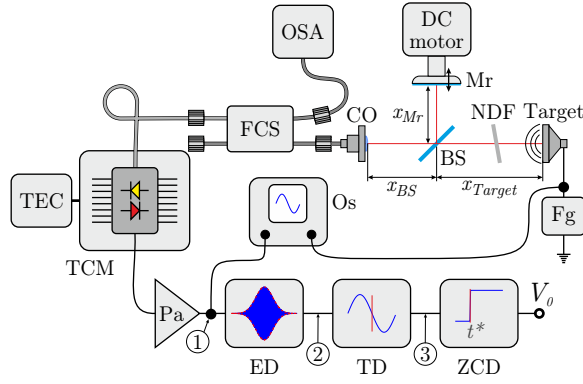 OSA
DC
motor
Mr
FCS
CO
x_Mr
NDF
Target
BS
TEC
x_BS
x_Target
Os
Fg
TCM
Pa
V_0
t*
1
2
3
ED
TD
ZCD